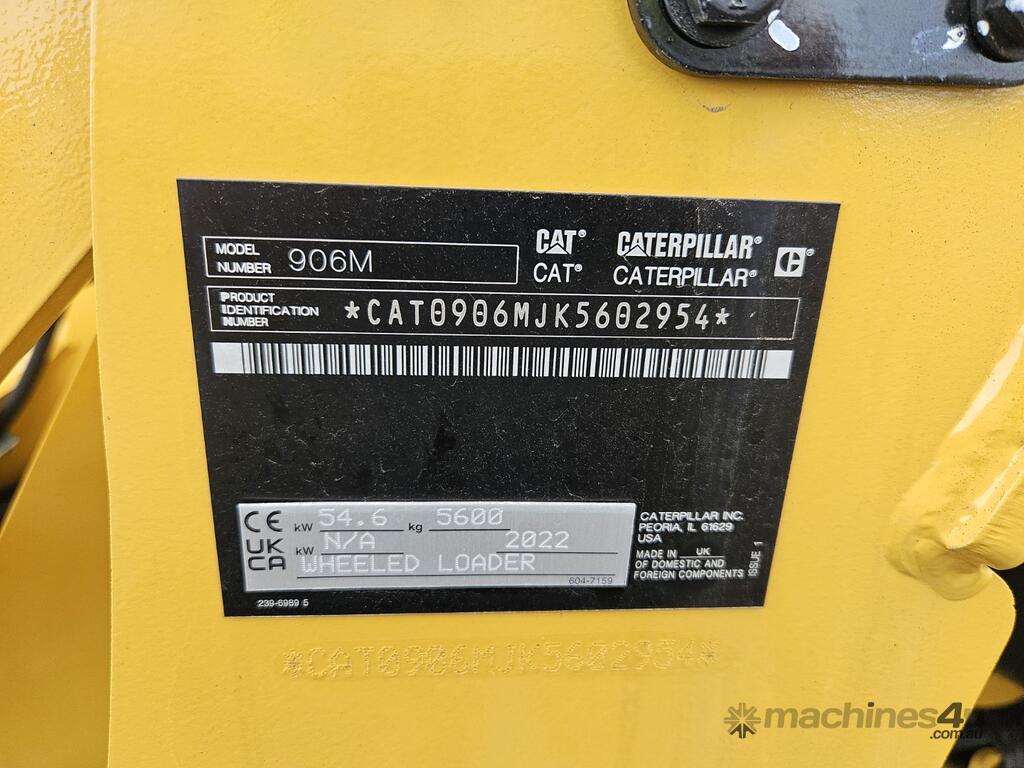 MODEL NUMBER 906M
CAT® CATERPILLAR®
CAT® CATERPILLAR®
PRODUCT IDENTIFICATION NUMBER *CAT0906MJK5602954*
CE UKCA
kW 54.6 kg 5600
kW N/A 2022
WHEELED LOADER
604-7159
CATERPILLAR INC.
PEORIA, IL 61629
USA
MADE IN UK
OF DOMESTIC AND
FOREIGN COMPONENTS
ISSUE 1
239-6989 5
*CAT0906MJK5602954*
machines4u
.com.au